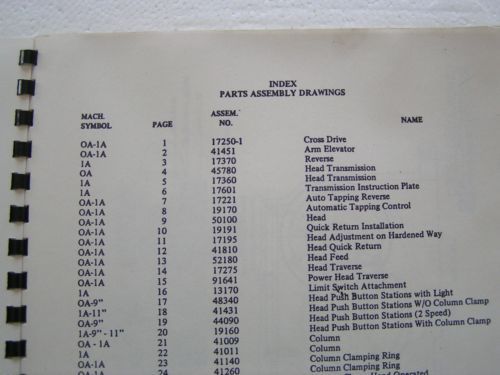 INDEX
PARTS ASSEMBLY DRAWINGS
MACH. SYMBOL PAGE ASSEM. NO. NAME
OA-1A 1 17250-1 Cross Drive
OA-1A 2 41451 Arm Elevator
1A 3 17370 Reverse
OA 4 45780 Head Transmission
1A 5 17360 Head Transmission
1A 6 17601 Transmission Instruction Plate
OA-1A 7 17221 Auto Tapping Reverse
OA-1A 8 19170 Automatic Tapping Control
OA-1A 9 50100 Head
OA-1A 10 19191 Quick Return Installation
OA-1A 11 17195 Head Adjustment on Hardened Way
OA-1A 12 41810 Head Quick Return
OA-1A 13 52180 Head Feed
OA-1A 14 17275 Head Traverse
OA-1A 15 91641 Power Head Traverse
1A 16 13170 Limit Switch Attachment
OA-9" 17 48340 Head Push Button Stations with Light
1A-11" 18 41431 Head Push Button Stations W/O Column Clamp
OA-9" 19 44090 Head Push Button Stations (2 Speed)
1A-9" - 11" 20 19160 Head Push Button Stations With Column Clamp
OA - 1A 21 41009 Column
1A 22 41011 Column
OA-1A 23 41140 Column Clamping Ring
OA-1A 24 41260 Column Clamping Ring
Head Operated